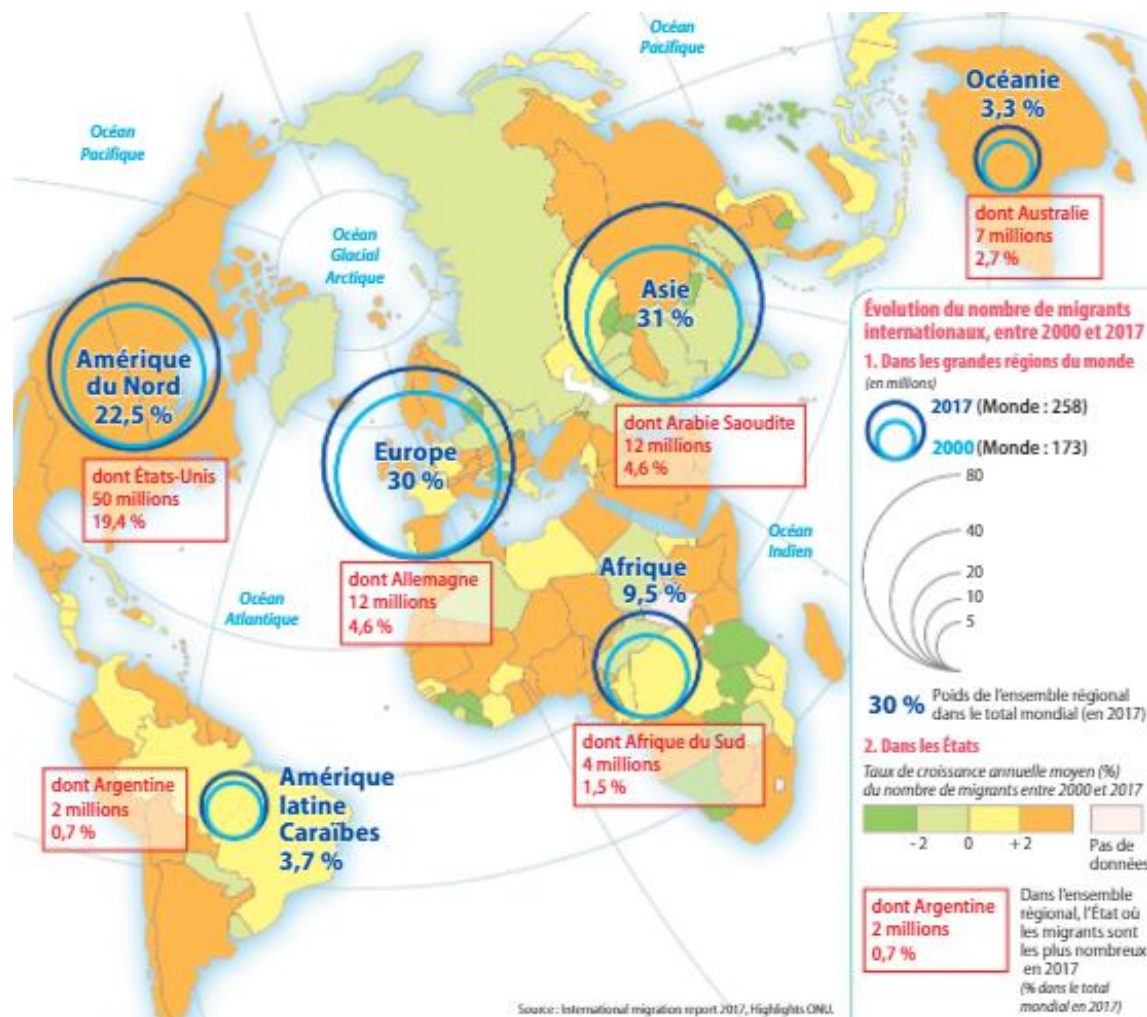 Océan
Pacifique
Océan
Pacifique
Océanie
3,3 %
dont Australie
7 millions
2,7 %
Océan
Glacial
Arctique
Asie
31 %
Amérique
du Nord
22,5 %
dont États-Unis
50 millions
19,4 %
Europe
30 %
dont Arabie Saoudite
12 millions
4,6 %
Océan
Indien
dont Allemagne
12 millions
4,6 %
Océan
Atlantique
Afrique
9,5 %
dont Afrique du Sud
4 millions
1,5 %
dont Argentine
2 millions
0,7 %
Amérique
latine
Caraïbes
3,7 %
Évolution du nombre de migrants
internationaux, entre 2000 et 2017
1. Dans les grandes régions du monde
(en millions)
2017 (Monde : 258)
2000 (Monde : 173)
80
40
20
10
5
30 % Poids de l'ensemble régional
dans le total mondial (en 2017)
2. Dans les États
Taux de croissance annuelle moyen (%)
du nombre de migrants entre 2000 et 2017
-2 0 +2
Pas de
données
dont Argentine
2 millions
0,7 %
Dans l'ensemble
régional, l'État où
les migrants sont
les plus nombreux
en 2017
(% dans le total
mondial en 2017)
Source : International migration report 2017, Highlights ONU.